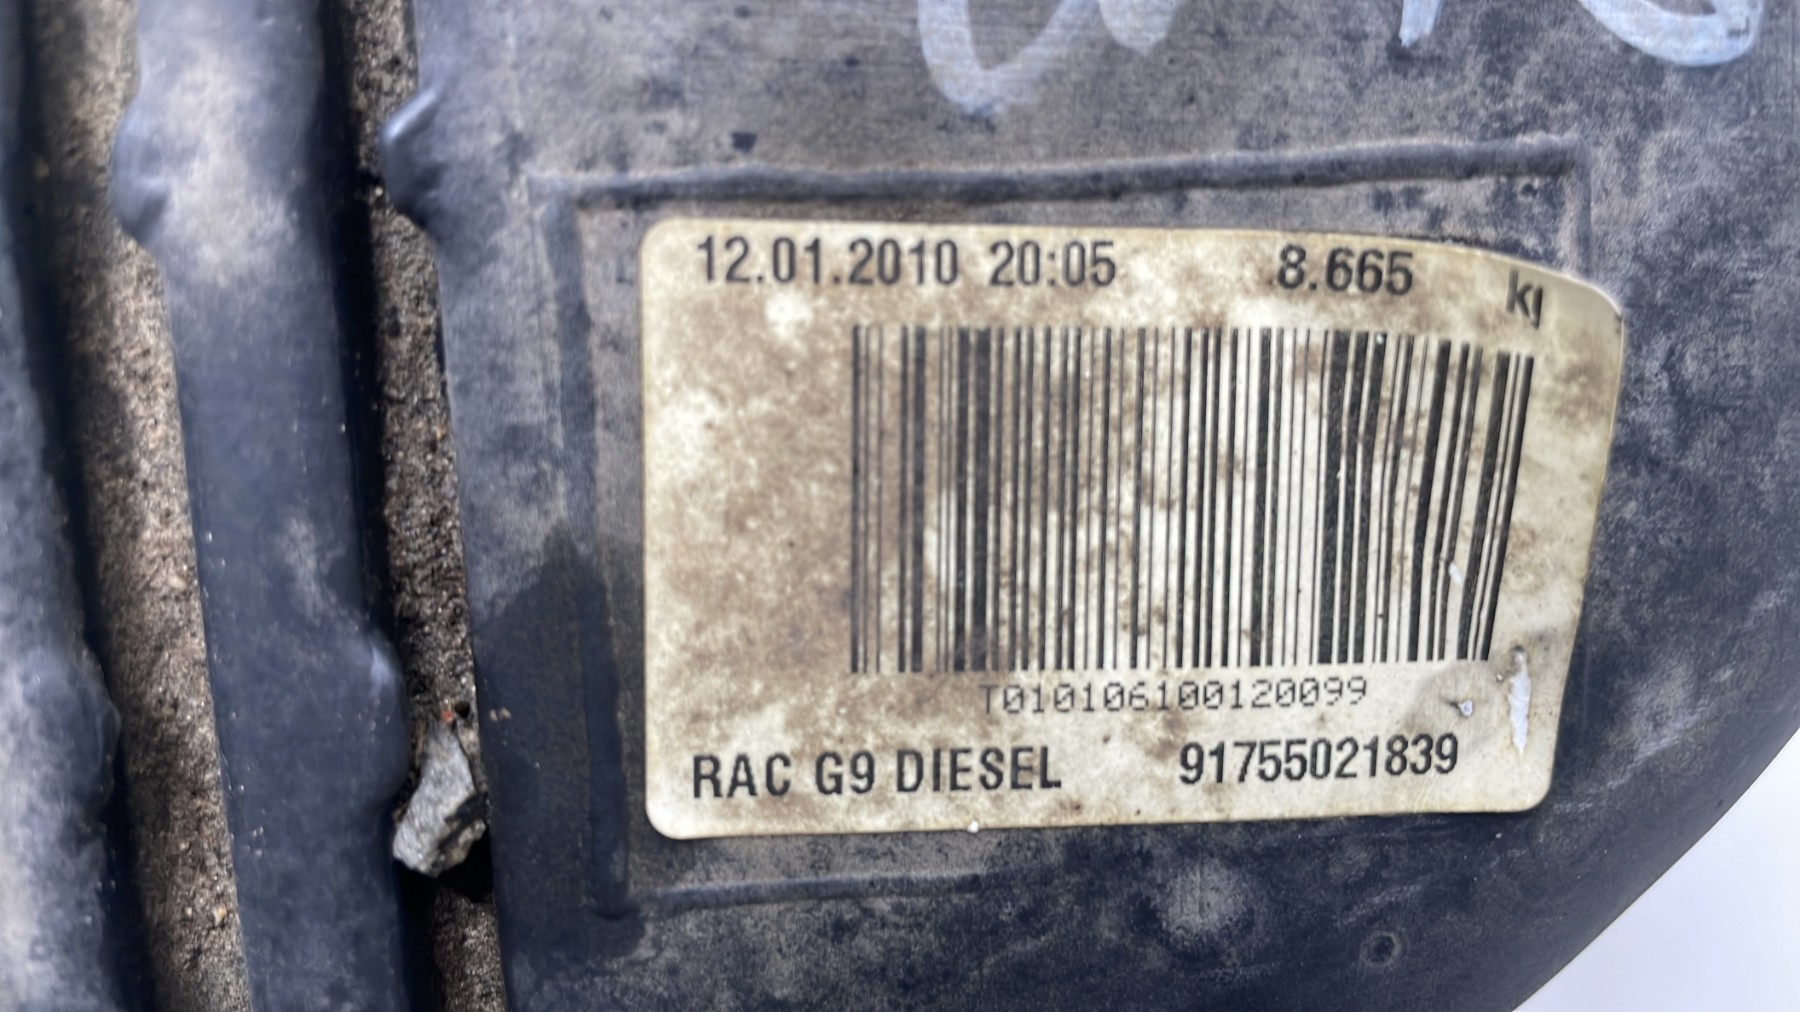 12.01.2010 20:05 8.665 kg
T010106100120099
RAC G9 DIESEL 91755021839